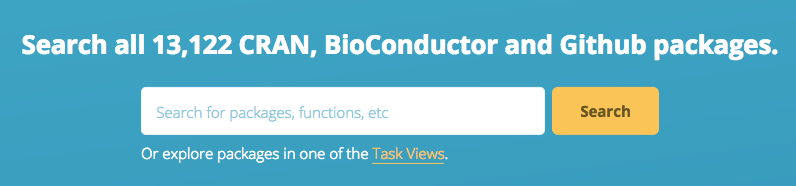 Search all 13,122 CRAN, BioConductor and Github packages.
Search for packages, functions, etc
Search
Or explore packages in one of the Task Views.